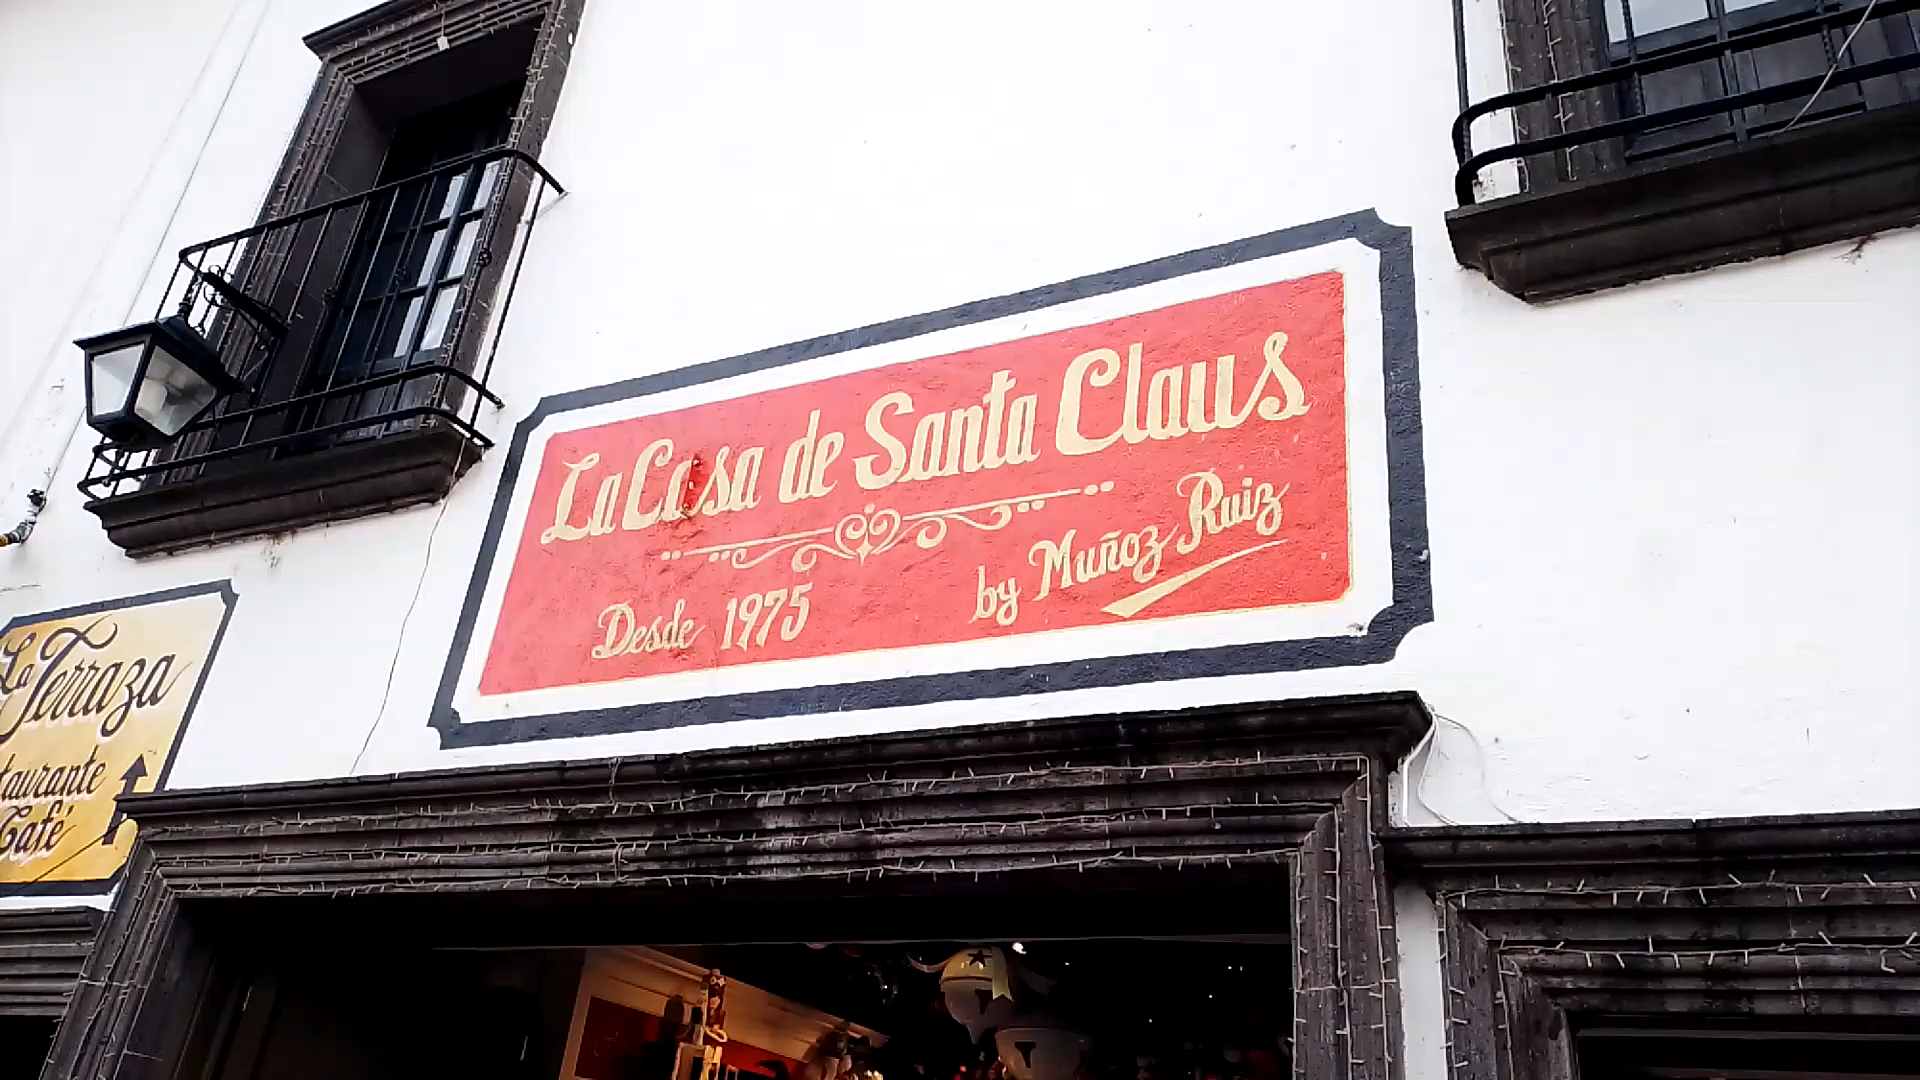 La Casa de Santa Claus
Desde 1975
by Muñoz Ruiz
La Terraza
Café